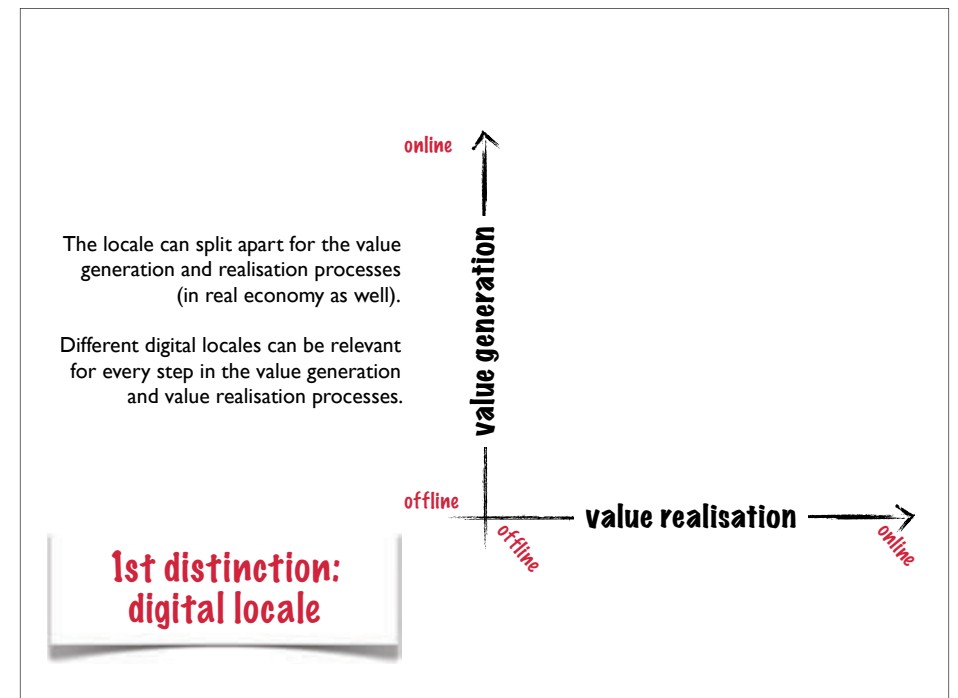 online
The locale can split apart for the value
generation and realisation processes
(in real economy as well).
Different digital locales can be relevant
for every step in the value generation
and value realisation processes.
value generation
offline
value realisation
offline
online
1st distinction:
digital locale